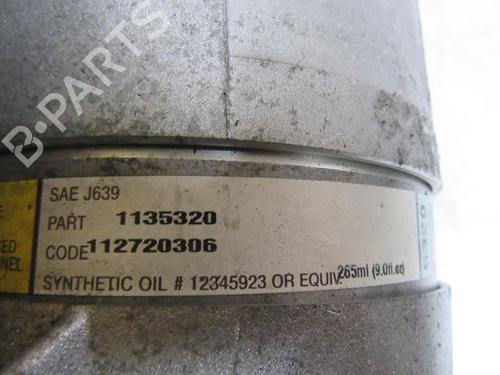 B-PARTS
SAE J639
PART 1135320
CODE 112720306
SYNTHETIC OIL # 12345923 OR EQUIV. 265ml (9.0fl.oz)